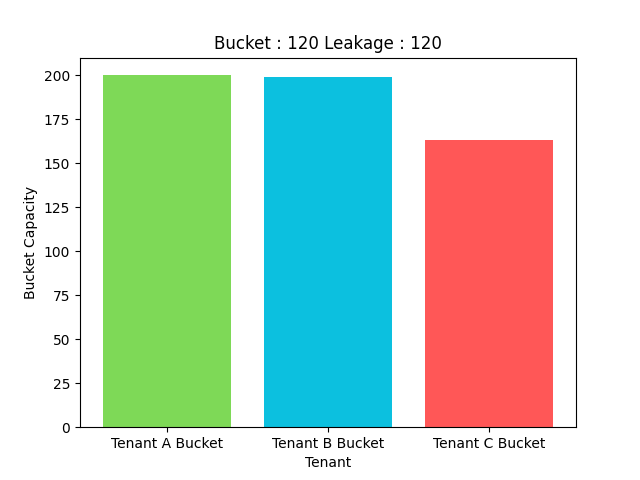 Bucket : 120 Leakage : 120
Bucket Capacity
200
175
150
125
100
75
50
25
0
Tenant A Bucket
Tenant B Bucket
Tenant C Bucket
Tenant